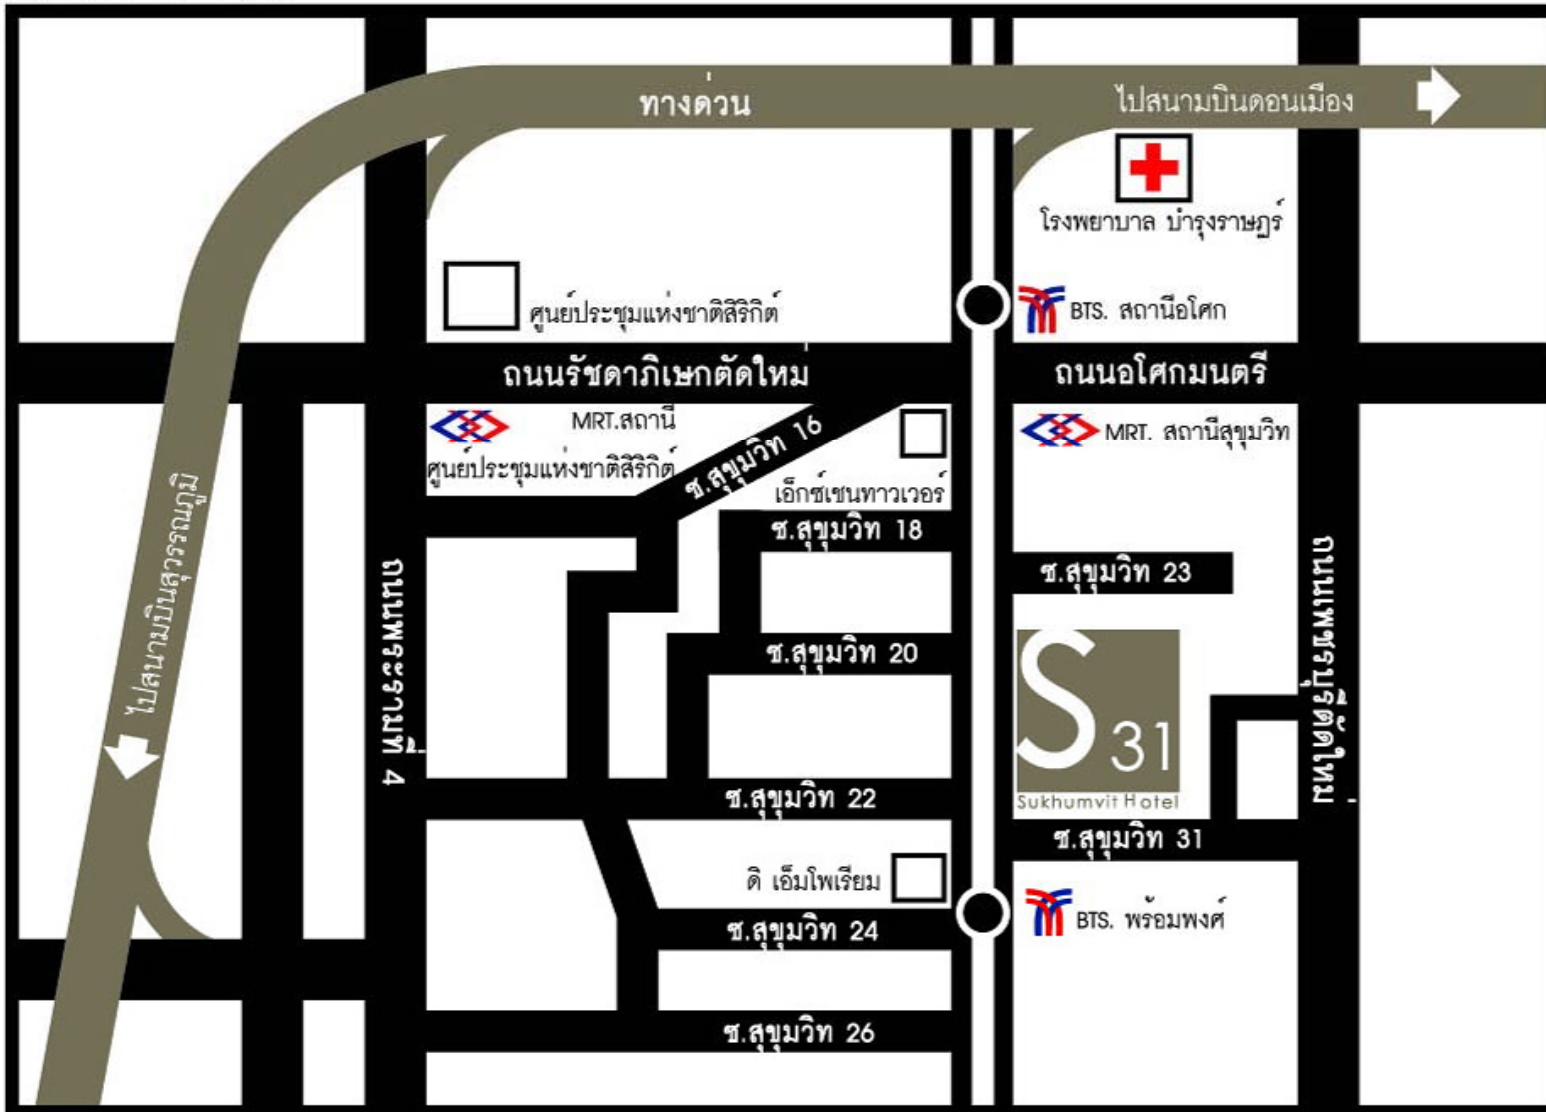 ทางด่วน
ไปสนามบินดอนเมือง
โรงพยาบาล บำรุงราษฎร์
ศูนย์ประชุมแห่งชาติสิริกิต์
BTS. สถานีอโศก
ถนนรัชดาภิเษกตัดใหม่
ถนนอโศกมนตรี
MRT.สถานี
ศูนย์ประชุมแห่งชาติสิริกิต์
ซ.สุขุมวิท 16
MRT. สถานีสุขุมวิท
เอ็กซ์เชนทาวเวอร์
ซ.สุขุมวิท 18
ซ.สุขุมวิท 23
ไปสนามบินสุวรรณภูมิ
ถนนพระรามที่ 4
ถนนเพชรบุรีตัดใหม่
ซ.สุขุมวิท 20
S 31
Sukhumvit Hotel
ซ.สุขุมวิท 22
ซ.สุขุมวิท 31
ดิ เอ็มโพเรียม
BTS. พร้อมพงศ์
ซ.สุขุมวิท 24
ซ.สุขุมวิท 26